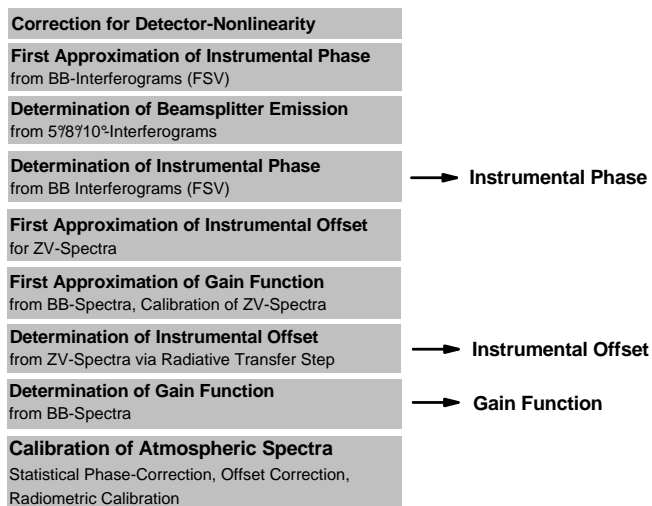 Correction for Detector-Nonlinearity
First Approximation of Instrumental Phase
from BB-Interferograms (FSV)
Determination of Beamsplitter Emission
from 5°/8°/10°-Interferograms
Determination of Instrumental Phase
from BB Interferograms (FSV)
Instrumental Phase
First Approximation of Instrumental Offset
for ZV-Spectra
First Approximation of Gain Function
from BB-Spectra, Calibration of ZV-Spectra
Determination of Instrumental Offset
from ZV-Spectra via Radiative Transfer Step
Instrumental Offset
Determination of Gain Function
from BB-Spectra
Gain Function
Calibration of Atmospheric Spectra
Statistical Phase-Correction, Offset Correction,
Radiometric Calibration